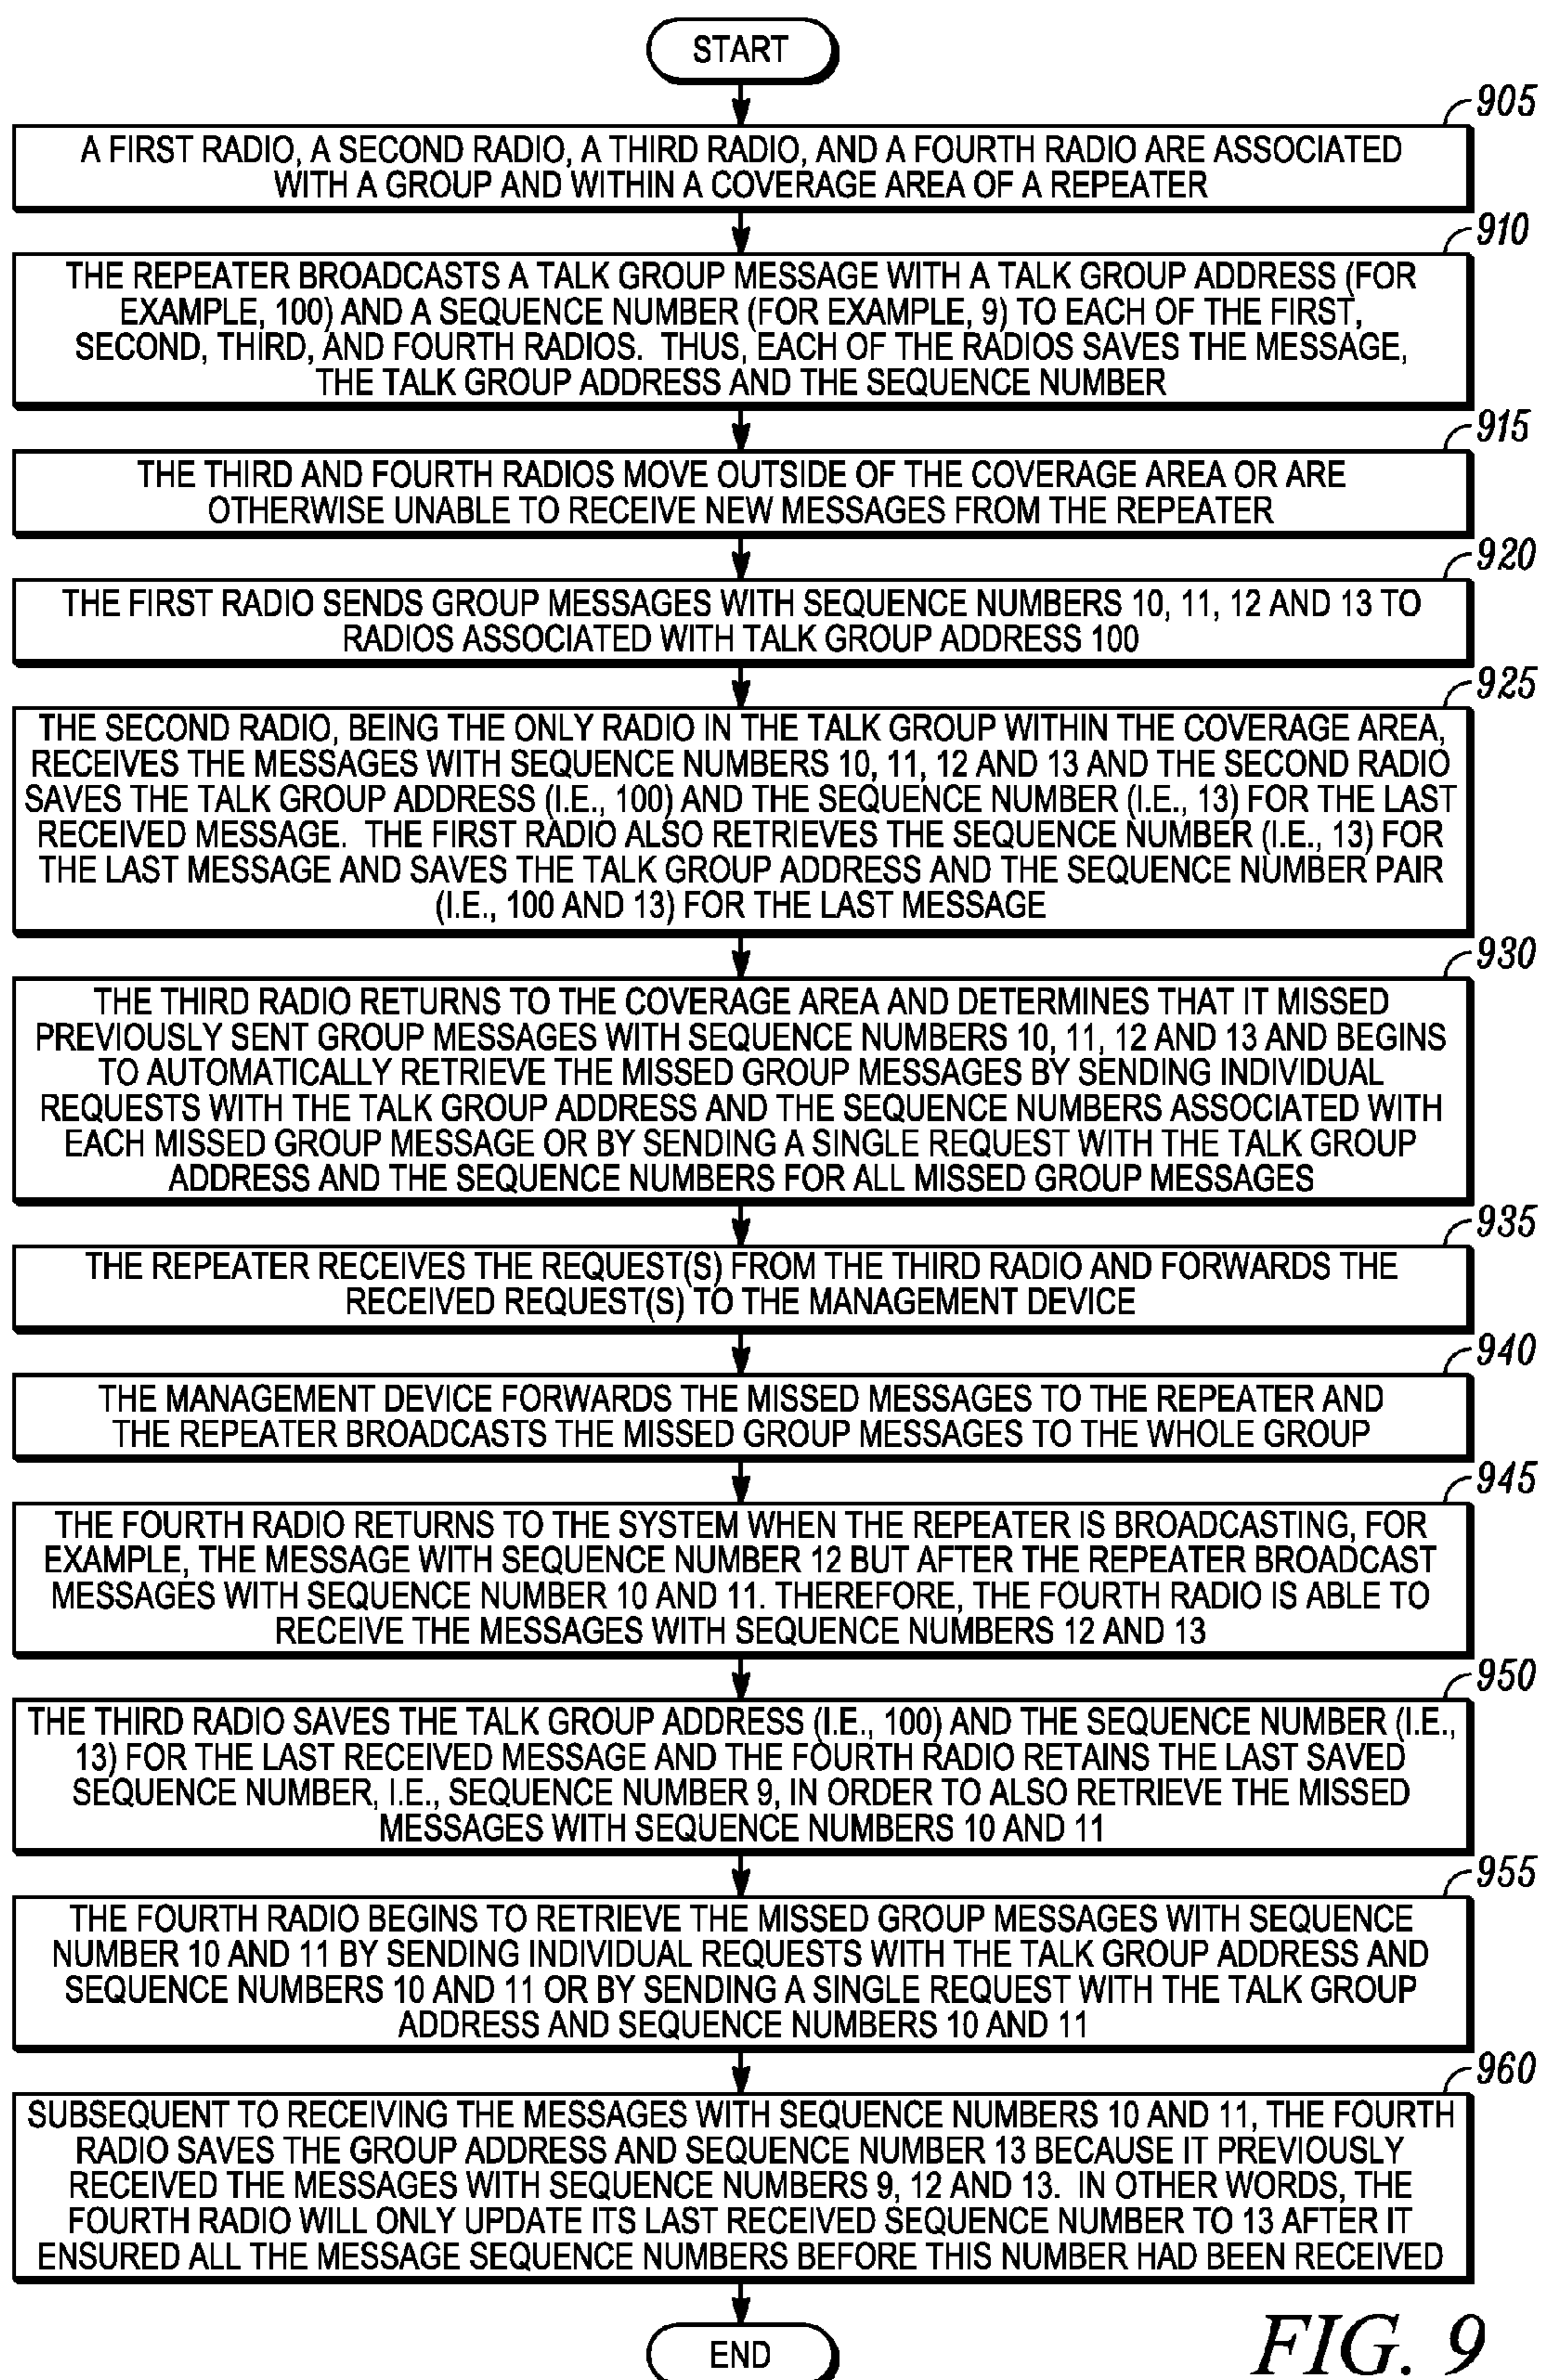 START
905
A FIRST RADIO, A SECOND RADIO, A THIRD RADIO, AND A FOURTH RADIO ARE ASSOCIATED
WITH A GROUP AND WITHIN A COVERAGE AREA OF A REPEATER
910
THE REPEATER BROADCASTS A TALK GROUP MESSAGE WITH A TALK GROUP ADDRESS (FOR
EXAMPLE, 100) AND A SEQUENCE NUMBER (FOR EXAMPLE, 9) TO EACH OF THE FIRST,
SECOND, THIRD, AND FOURTH RADIOS. THUS, EACH OF THE RADIOS SAVES THE MESSAGE,
THE TALK GROUP ADDRESS AND THE SEQUENCE NUMBER
915
THE THIRD AND FOURTH RADIOS MOVE OUTSIDE OF THE COVERAGE AREA OR ARE
OTHERWISE UNABLE TO RECEIVE NEW MESSAGES FROM THE REPEATER
920
THE FIRST RADIO SENDS GROUP MESSAGES WITH SEQUENCE NUMBERS 10, 11, 12 AND 13 TO
RADIOS ASSOCIATED WITH TALK GROUP ADDRESS 100
925
THE SECOND RADIO, BEING THE ONLY RADIO IN THE TALK GROUP WITHIN THE COVERAGE AREA,
RECEIVES THE MESSAGES WITH SEQUENCE NUMBERS 10, 11, 12 AND 13 AND THE SECOND RADIO
SAVES THE TALK GROUP ADDRESS (I.E., 100) AND THE SEQUENCE NUMBER (I.E., 13) FOR THE LAST
RECEIVED MESSAGE. THE FIRST RADIO ALSO RETRIEVES THE SEQUENCE NUMBER (I.E., 13) FOR
THE LAST MESSAGE AND SAVES THE TALK GROUP ADDRESS AND THE SEQUENCE NUMBER PAIR
(I.E., 100 AND 13) FOR THE LAST MESSAGE
930
THE THIRD RADIO RETURNS TO THE COVERAGE AREA AND DETERMINES THAT IT MISSED
PREVIOUSLY SENT GROUP MESSAGES WITH SEQUENCE NUMBERS 10, 11, 12 AND 13 AND BEGINS
TO AUTOMATICALLY RETRIEVE THE MISSED GROUP MESSAGES BY SENDING INDIVIDUAL
REQUESTS WITH THE TALK GROUP ADDRESS AND THE SEQUENCE NUMBERS ASSOCIATED WITH
EACH MISSED GROUP MESSAGE OR BY SENDING A SINGLE REQUEST WITH THE TALK GROUP
ADDRESS AND THE SEQUENCE NUMBERS FOR ALL MISSED GROUP MESSAGES
935
THE REPEATER RECEIVES THE REQUEST(S) FROM THE THIRD RADIO AND FORWARDS THE
RECEIVED REQUEST(S) TO THE MANAGEMENT DEVICE
940
THE MANAGEMENT DEVICE FORWARDS THE MISSED MESSAGES TO THE REPEATER AND
THE REPEATER BROADCASTS THE MISSED GROUP MESSAGES TO THE WHOLE GROUP
945
THE FOURTH RADIO RETURNS TO THE SYSTEM WHEN THE REPEATER IS BROADCASTING, FOR
EXAMPLE, THE MESSAGE WITH SEQUENCE NUMBER 12 BUT AFTER THE REPEATER BROADCAST
MESSAGES WITH SEQUENCE NUMBER 10 AND 11. THEREFORE, THE FOURTH RADIO IS ABLE TO
RECEIVE THE MESSAGES WITH SEQUENCE NUMBERS 12 AND 13
950
THE THIRD RADIO SAVES THE TALK GROUP ADDRESS (I.E., 100) AND THE SEQUENCE NUMBER (I.E.,
13) FOR THE LAST RECEIVED MESSAGE AND THE FOURTH RADIO RETAINS THE LAST SAVED
SEQUENCE NUMBER, I.E., SEQUENCE NUMBER 9, IN ORDER TO ALSO RETRIEVE THE MISSED
MESSAGES WITH SEQUENCE NUMBERS 10 AND 11
955
THE FOURTH RADIO BEGINS TO RETRIEVE THE MISSED GROUP MESSAGES WITH SEQUENCE
NUMBER 10 AND 11 BY SENDING INDIVIDUAL REQUESTS WITH THE TALK GROUP ADDRESS AND
SEQUENCE NUMBERS 10 AND 11 OR BY SENDING A SINGLE REQUEST WITH THE TALK GROUP
ADDRESS AND SEQUENCE NUMBERS 10 AND 11
960
SUBSEQUENT TO RECEIVING THE MESSAGES WITH SEQUENCE NUMBERS 10 AND 11, THE FOURTH
RADIO SAVES THE GROUP ADDRESS AND SEQUENCE NUMBER 13 BECAUSE IT PREVIOUSLY
RECEIVED THE MESSAGES WITH SEQUENCE NUMBERS 9, 12 AND 13. IN OTHER WORDS, THE
FOURTH RADIO WILL ONLY UPDATE ITS LAST RECEIVED SEQUENCE NUMBER TO 13 AFTER IT
ENSURED ALL THE MESSAGE SEQUENCE NUMBERS BEFORE THIS NUMBER HAD BEEN RECEIVED
END
FIG. 9